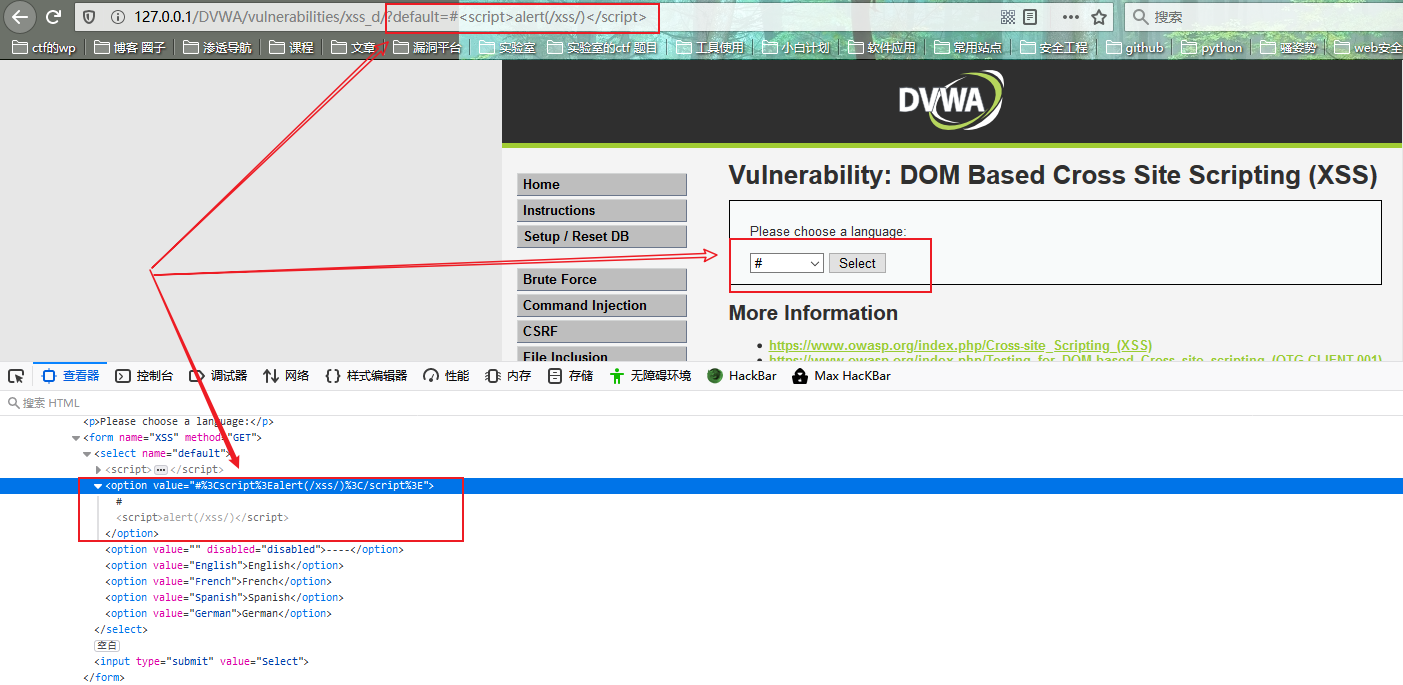 127.0.0.1/DVWA/vulnerabilities/xss_d/?default=#<script>alert(/xss/)</script>
搜索
ctf的wp 博客 圈子 渗透导航 课程 文章 漏洞平台 实验室 实验室的ctf 题目 工具使用 小白计划 软件应用 常用站点 安全工程 github python 骚姿势 web安全
DVWA
Vulnerability: DOM Based Cross Site Scripting (XSS)
Home
Instructions
Setup / Reset DB
Brute Force
Command Injection
CSRF
File Inclusion
Please choose a language:
# Select
More Information
https://www.owasp.org/index.php/Cross-site_Scripting_(XSS)
https://www.owasp.org/index.php/Testing_for_DOM-based_Cross_site_scripting_(OTG-CLIENT-001)
查看器 控制台 调试器 网络 样式编辑器 性能 内存 存储 无障碍环境 HackBar Max HacKBar
搜索 HTML
<p>Please choose a language:</p>
<form name="XSS" method="GET">
<select name="default">
<script>•••</script>
<option value="#%3Cscript%3Ealert(/xss/)%3C/script%3E">
#
<script>alert(/xss/)</script>
</option>
<option value="" disabled="disabled">----</option>
<option value="English">English</option>
<option value="French">French</option>
<option value="Spanish">Spanish</option>
<option value="German">German</option>
</select>
空白
<input type="submit" value="Select">
</form>